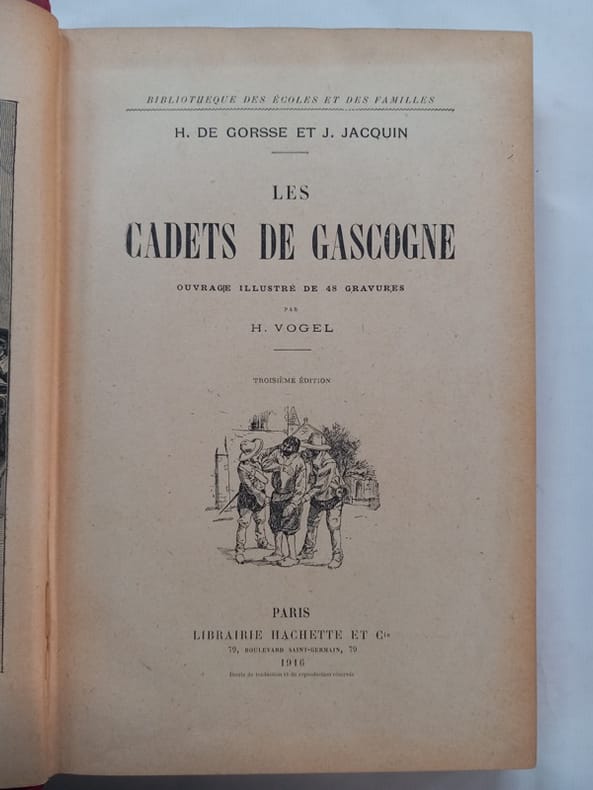 BIBLIOTHEQUE DES ÉCOLES ET DES FAMILLES
H. DE GORSSE ET J. JACQUIN
LES
CADETS DE GASCOGNE
OUVRAGE ILLUSTRÉ DE 48 GRAVURES
PAR
H. VOGEL
TROISIÈME ÉDITION
PARIS
LIBRAIRIE HACHETTE ET Cie
79, BOULEVARD SAINT-GERMAIN, 79
1916
Droits de traduction et de reproduction réservés